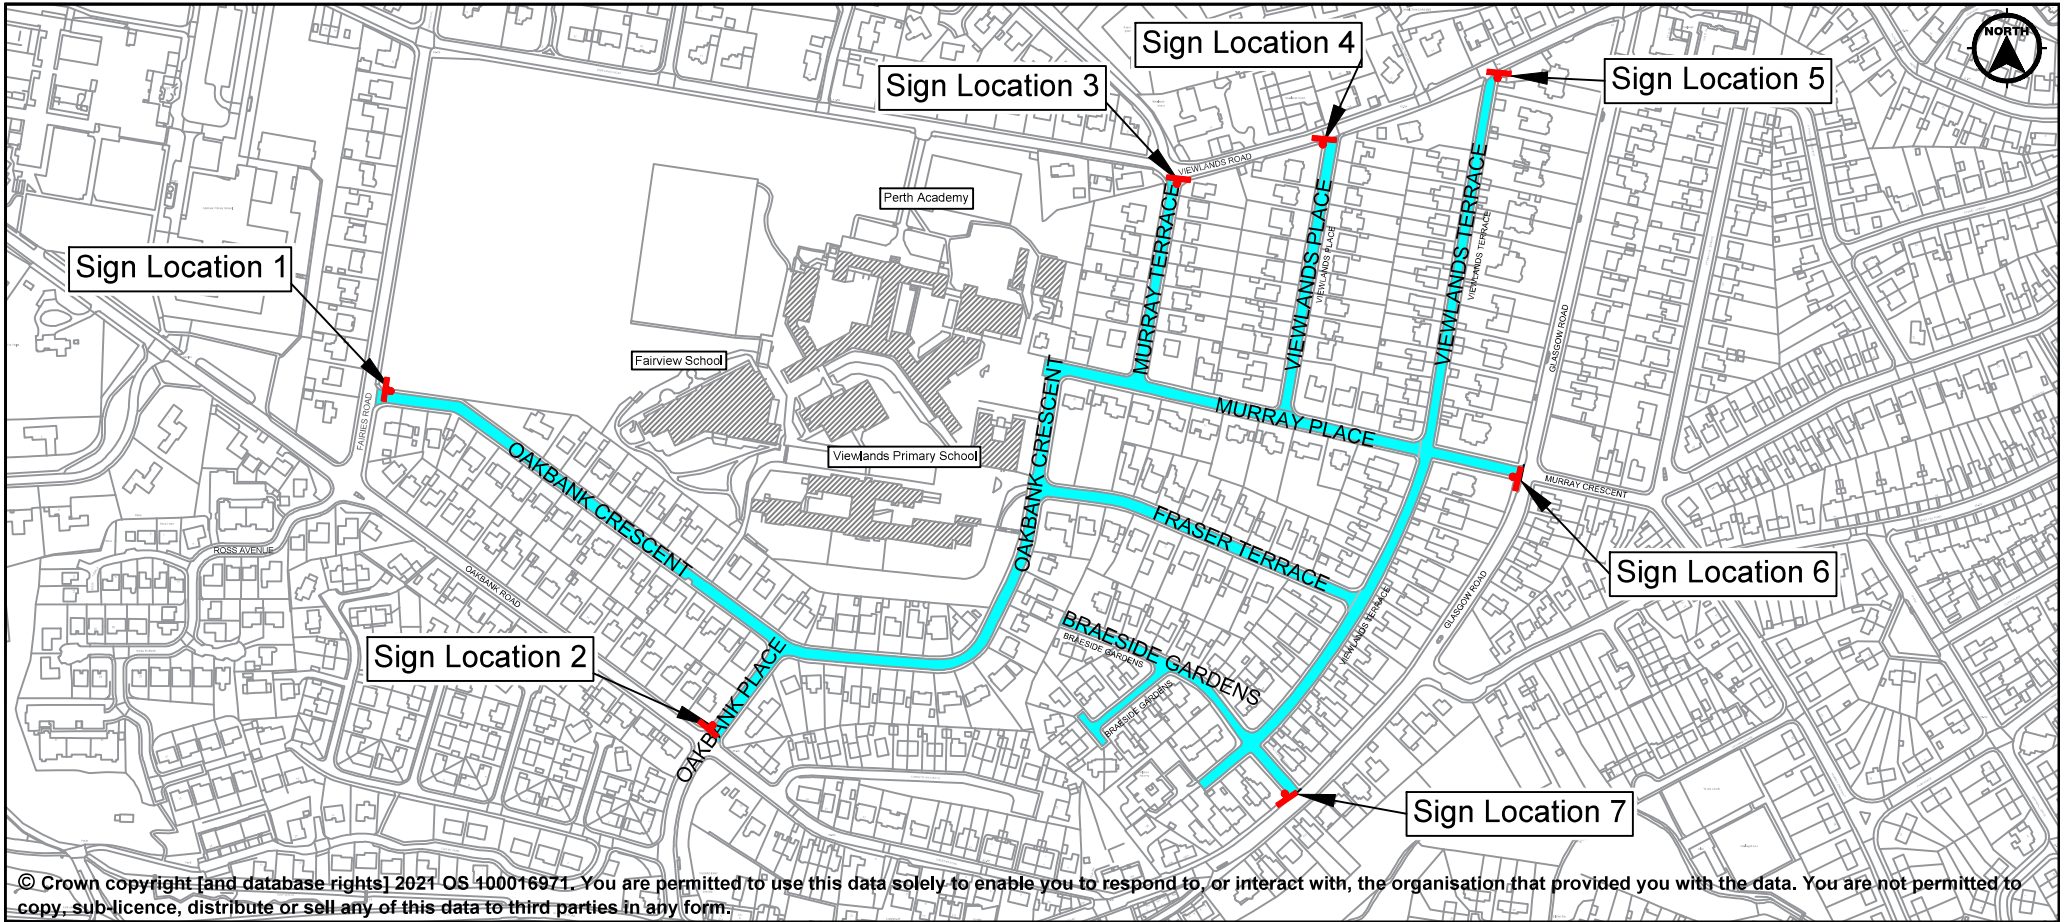 NORTH
Sign Location 4
Sign Location 3
Sign Location 5
VIEWLANDS ROAD
Perth Academy
MURRAY TERRACE
VIEWLANDS PLACE
VIEWLANDS PLACE
VIEWLANDS TERRACE
VIEWLANDS TERRACE
Sign Location 1
GLASGOW ROAD
Fairview School
FAIRIES ROAD
OAKBANK CRESCENT
MURRAY PLACE
Viewlands Primary School
OAKBANK CRESCENT
MURRAY CRESCENT
FRASER TERRACE
ROSS AVENUE
OAKBANK ROAD
Sign Location 6
GLASGOW ROAD
VIEWLANDS TERRACE
BRAESIDE GARDENS
BRAESIDE GARDENS
Sign Location 2
OAKBANK PLACE
BRAESIDE GARDENS
Sign Location 7
© Crown copyright [and database rights] 2021 OS 100016971. You are permitted to use this data solely to enable you to respond to, or interact with, the organisation that provided you with the data. You are not permitted to
copy, sub-licence, distribute or sell any of this data to third parties in any form.